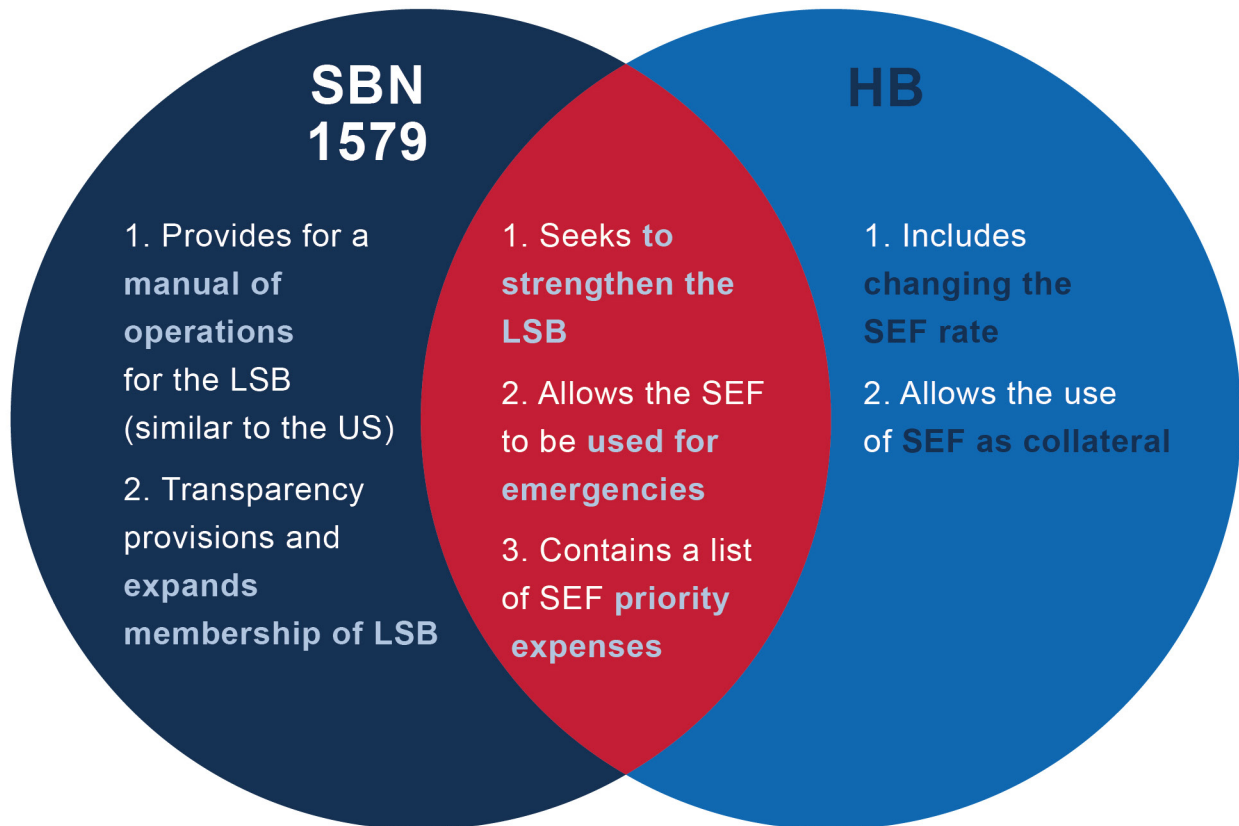 SBN
1579
1. Provides for a
manual of
operations
for the LSB
(similar to the US)
2. Transparency
provisions and
expands
membership of LSB
1. Seeks to
strengthen the
LSB
2. Allows the SEF
to be used for
emergencies
3. Contains a list
of SEF priority
expenses
HB
1. Includes
changing the
SEF rate
2. Allows the use
of SEF as collateral